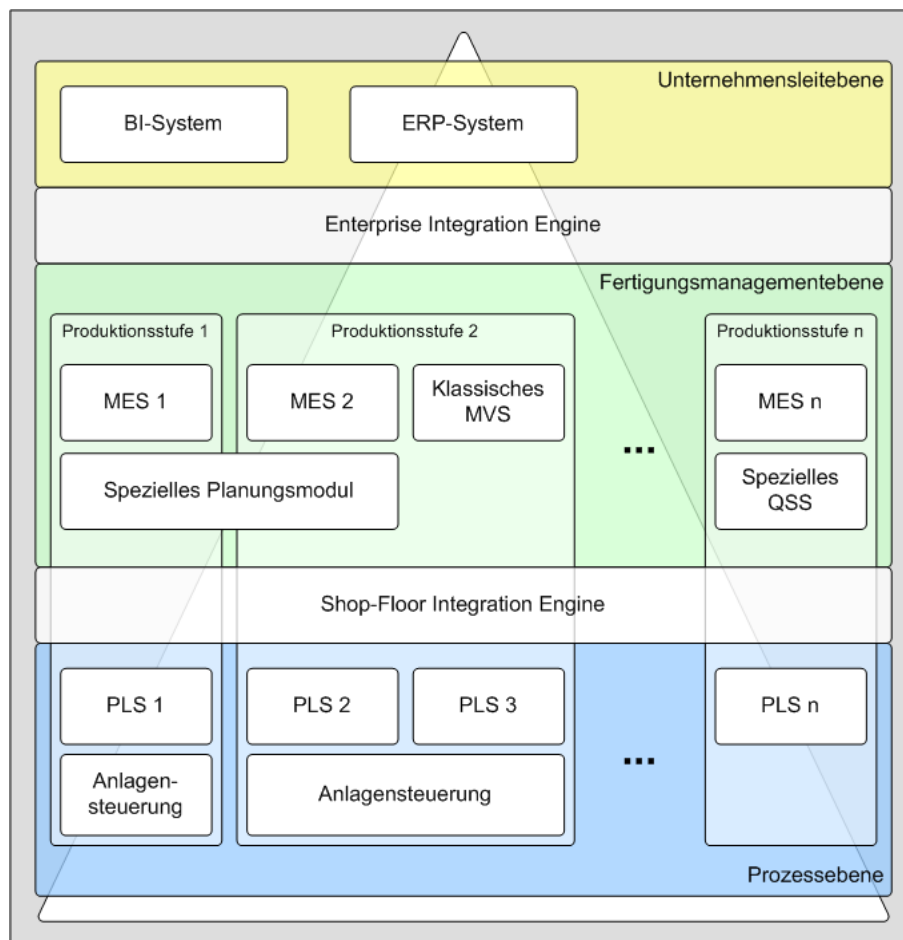 Unternehmensleitebene
BI-System
ERP-System
Enterprise Integration Engine
Fertigungsmanagementebene
Produktionsstufe 1
Produktionsstufe 2
Produktionsstufe n
MES 1
MES 2
Klassisches
MVS
MES n
...
Spezielles Planungsmodul
Spezielles
QSS
Shop-Floor Integration Engine
PLS 1
PLS 2
PLS 3
PLS n
...
Anlagen-
steuerung
Anlagensteuerung
Prozessebene